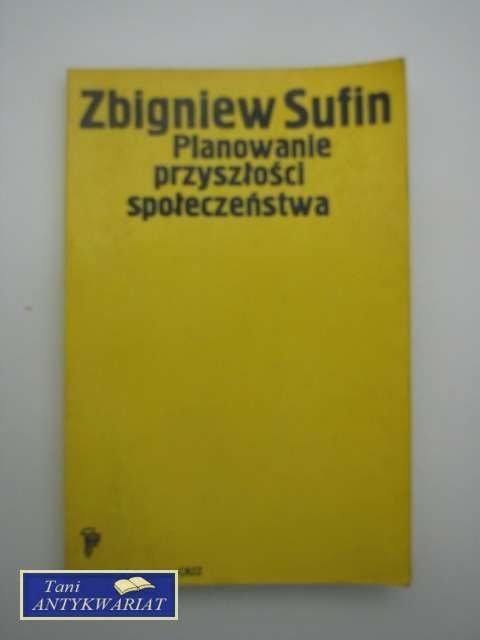 Zbigniew Sufin
Planowanie
przyszłości
społeczeństwa
Tani
ANTYKWARIAT